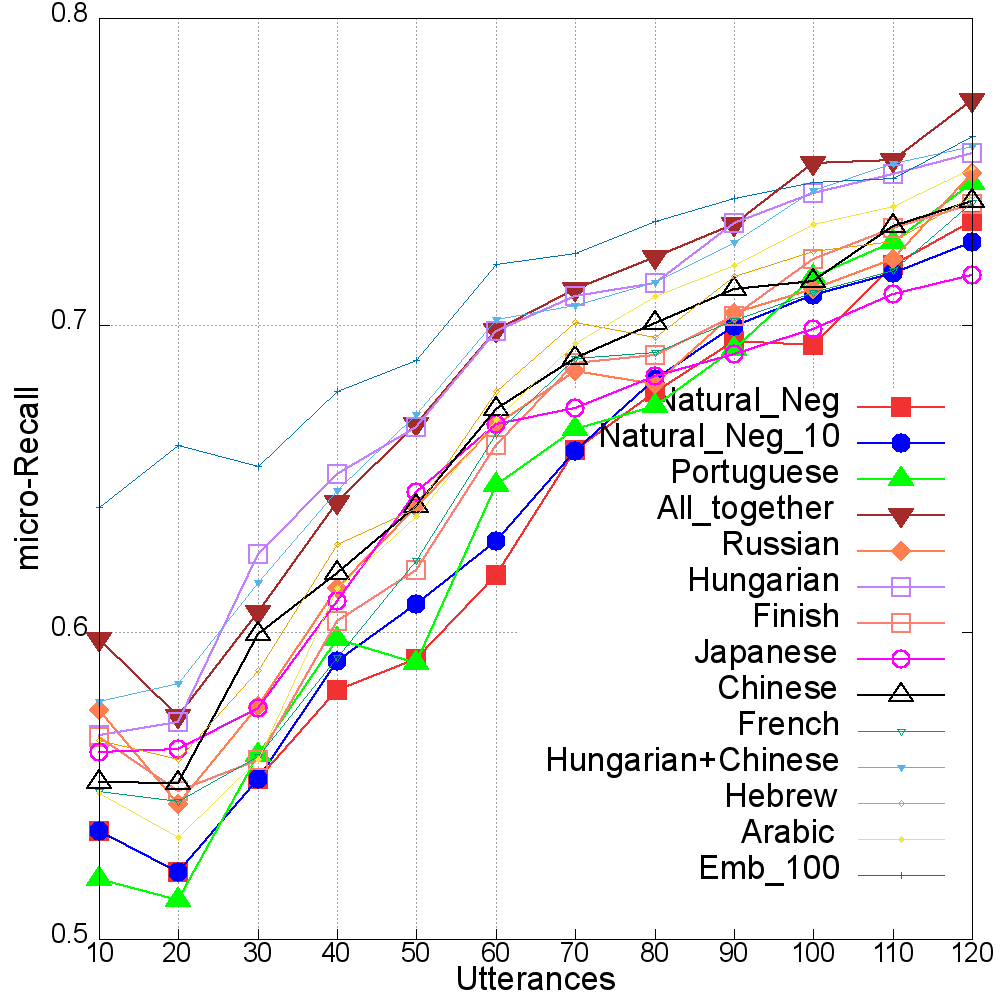 0.8
0.7
0.6
0.5
micro-Recall
Natural_Neg
Natural_Neg_10
Portuguese
All_together
Russian
Hungarian
Finish
Japanese
Chinese
French
Hungarian+Chinese
Hebrew
Arabic
Emb_100
10 20 30 40 50 60 70 80 90 100 110 120
Utterances